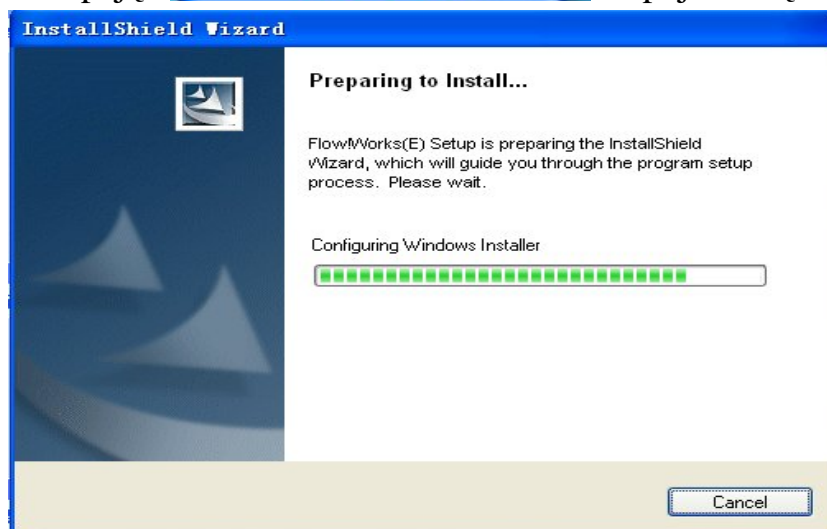 InstallShield Wizard
Preparing to Install...
FlowWorks(E) Setup is preparing the InstallShield
Wizard, which will guide you through the program setup
process. Please wait.
Configuring Windows Installer
Cancel